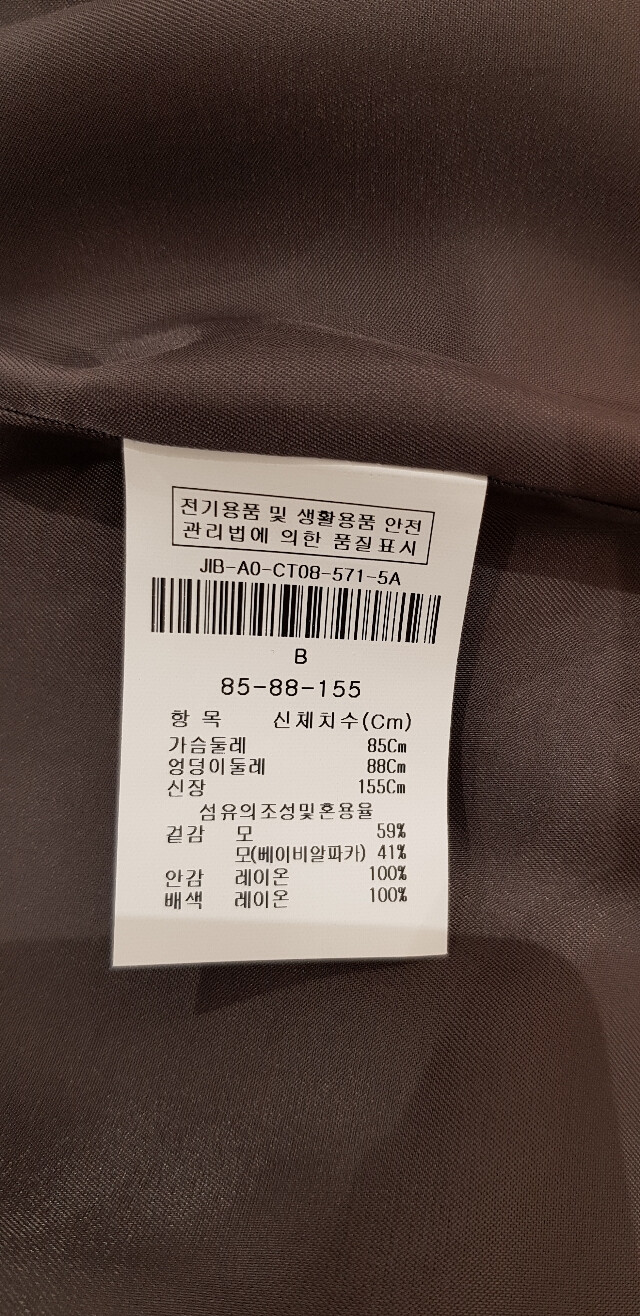 전기용품 및 생활용품 안전
관리법에 의한 품질표시
JIB-A0-CT08-571-5A
B
85-88-155
항 목 신체치수(Cm)
가슴둘레 85Cm
엉덩이둘레 88Cm
신장 155Cm
섬유의조성및혼용율
겉감 모 59%
모(베이비알파카) 41%
안감 레이온 100%
배색 레이온 100%